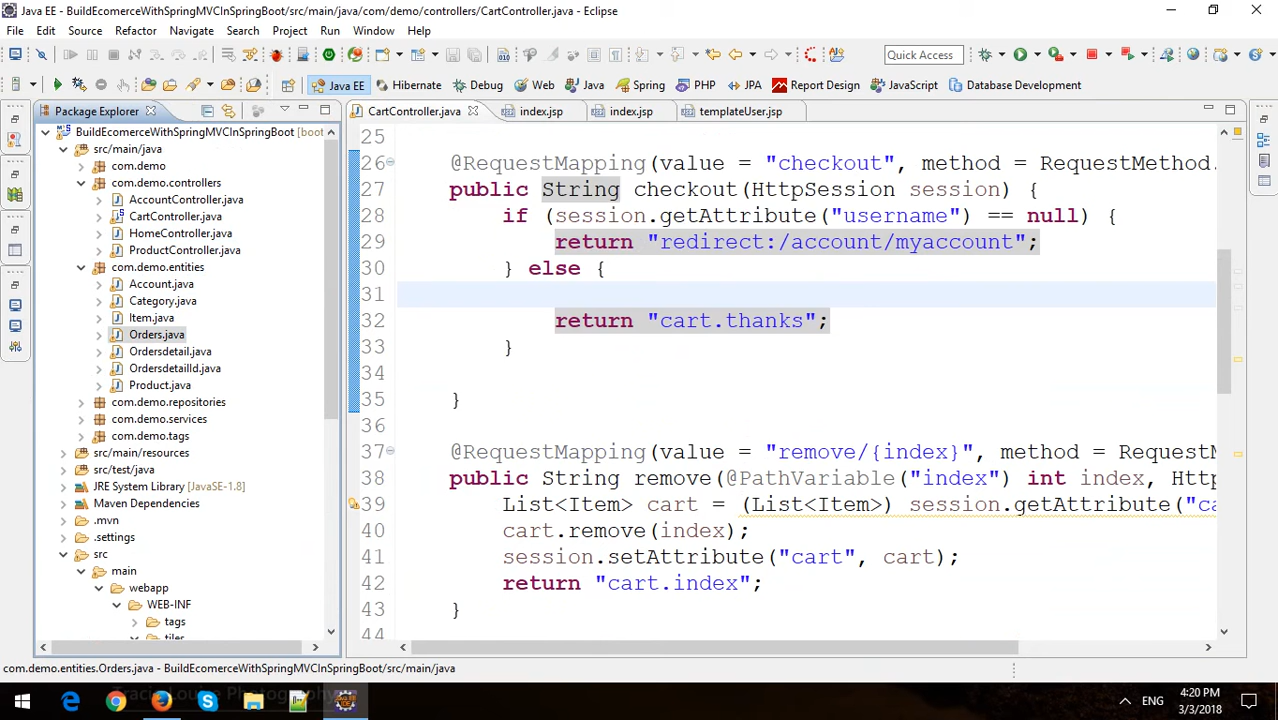 Java EE - BuildEcomerceWithSpringMVCInSpringBoot/src/main/java/com/demo/controllers/CartController.java - Eclipse
File Edit Source Refactor Navigate Search Project Run Window Help
Quick Access
Java EE Hibernate Debug Web Java Spring PHP JPA Report Design JavaScript Database Development
Package Explorer
CartController.java index.jsp index.jsp templateUser.jsp
BuildEcomerceWithSpringMVCInSpringBoot [boot]
src/main/java
com.demo
com.demo.controllers
AccountController.java
CartController.java
HomeController.java
ProductController.java
com.demo.entities
Account.java
Category.java
Item.java
Orders.java
Ordersdetail.java
OrdersdetailId.java
Product.java
com.demo.repositories
com.demo.services
com.demo.tags
src/main/resources
src/test/java
JRE System Library [JavaSE-1.8]
Maven Dependencies
.mvn
.settings
src
main
webapp
WEB-INF
tags
tiles
25
26 @RequestMapping(value = "checkout", method = RequestMethod.
27 public String checkout(HttpSession session) {
28 if (session.getAttribute("username") == null) {
29 return "redirect:/account/myaccount";
30 } else {
31
32 return "cart.thanks";
33 }
34
35 }
36
37 @RequestMapping(value = "remove/{index}", method = RequestM
38 public String remove(@PathVariable("index") int index, Htt
39 List<Item> cart = (List<Item>) session.getAttribute("ca
40 cart.remove(index);
41 session.setAttribute("cart", cart);
42 return "cart.index";
43 }
44
com.demo.entities.Orders.java - BuildEcomerceWithSpringMVCInSpringBoot/src/main/java
Tracie Louise Photography
ENG
4:20 PM
3/3/2018